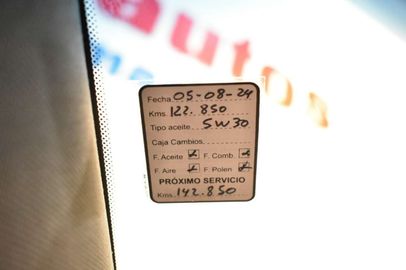 autos
Fecha 05-08-24
Kms. 122.850
Tipo aceite 5W30
Caja Cambios
F. Aceite ✓ F. Comb. ✓
F. Aire ✓ F. Polen ✓
PRÓXIMO SERVICIO
Kms. 142.850